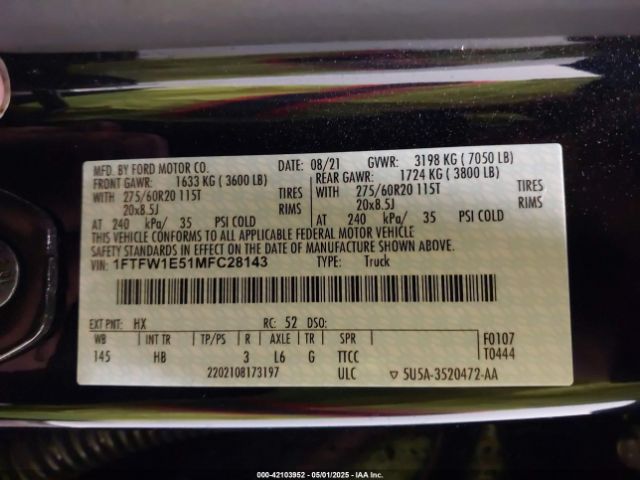 MFD. BY FORD MOTOR CO.
DATE: 08/21 GVWR: 3198 KG ( 7050 LB)
FRONT GAWR: 1633 KG ( 3600 LB)
REAR GAWR: 1724 KG ( 3800 LB)
WITH 275/60R20 115T TIRES
WITH 275/60R20 115T TIRES
20x8.5J RIMS
20x8.5J RIMS
AT 240 kPa/ 35 PSI COLD
AT 240 kPa/ 35 PSI COLD
THIS VEHICLE CONFORMS TO ALL APPLICABLE FEDERAL MOTOR VEHICLE
SAFETY STANDARDS IN EFFECT ON THE DATE OF MANUFACTURE SHOWN ABOVE.
VIN: 1FTFW1E51MFC28143 TYPE: Truck
EXT PNT: HX RC: 52 DSO:
WB INT TR TP/PS R AXLE TR SPR
145 HB 3 L6 G TTCC
2202108173197 ULC
F0107
T0444
5U5A-3520472-AA
000-42103952 - 05/01/2025 - IAA Inc.